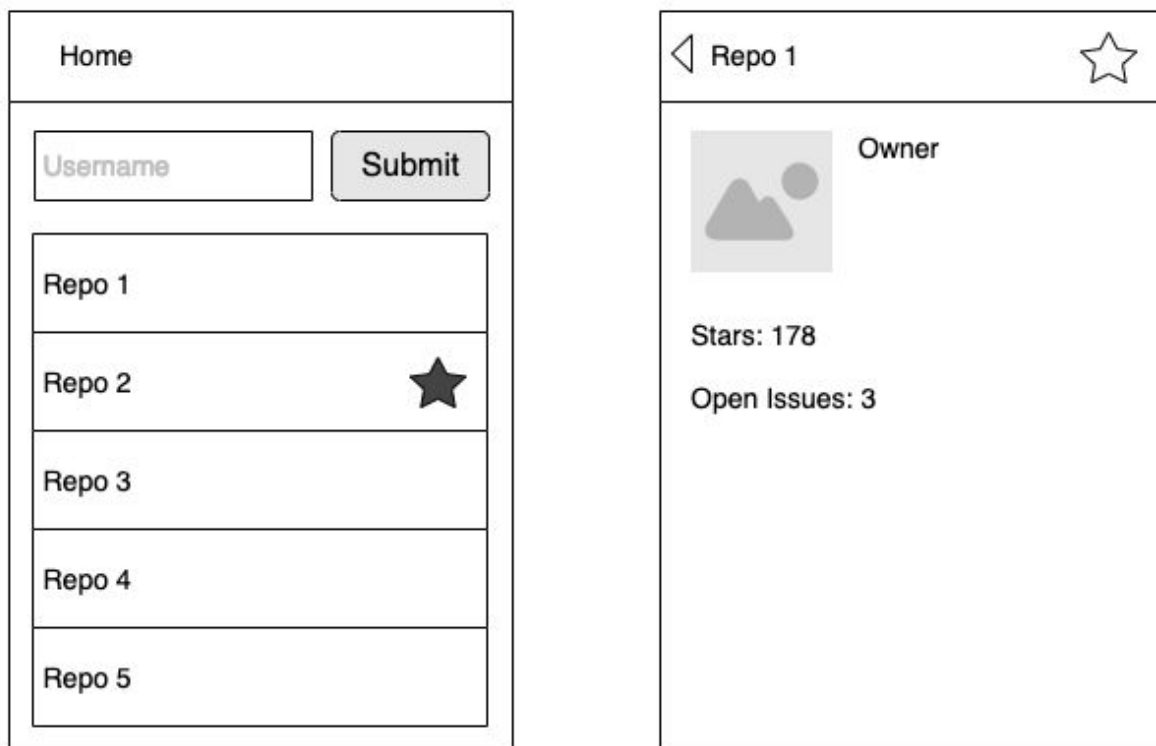 Home
Username
Submit
Repo 1
Repo 2
Repo 3
Repo 4
Repo 5
Repo 1
Owner
Stars: 178
Open Issues: 3